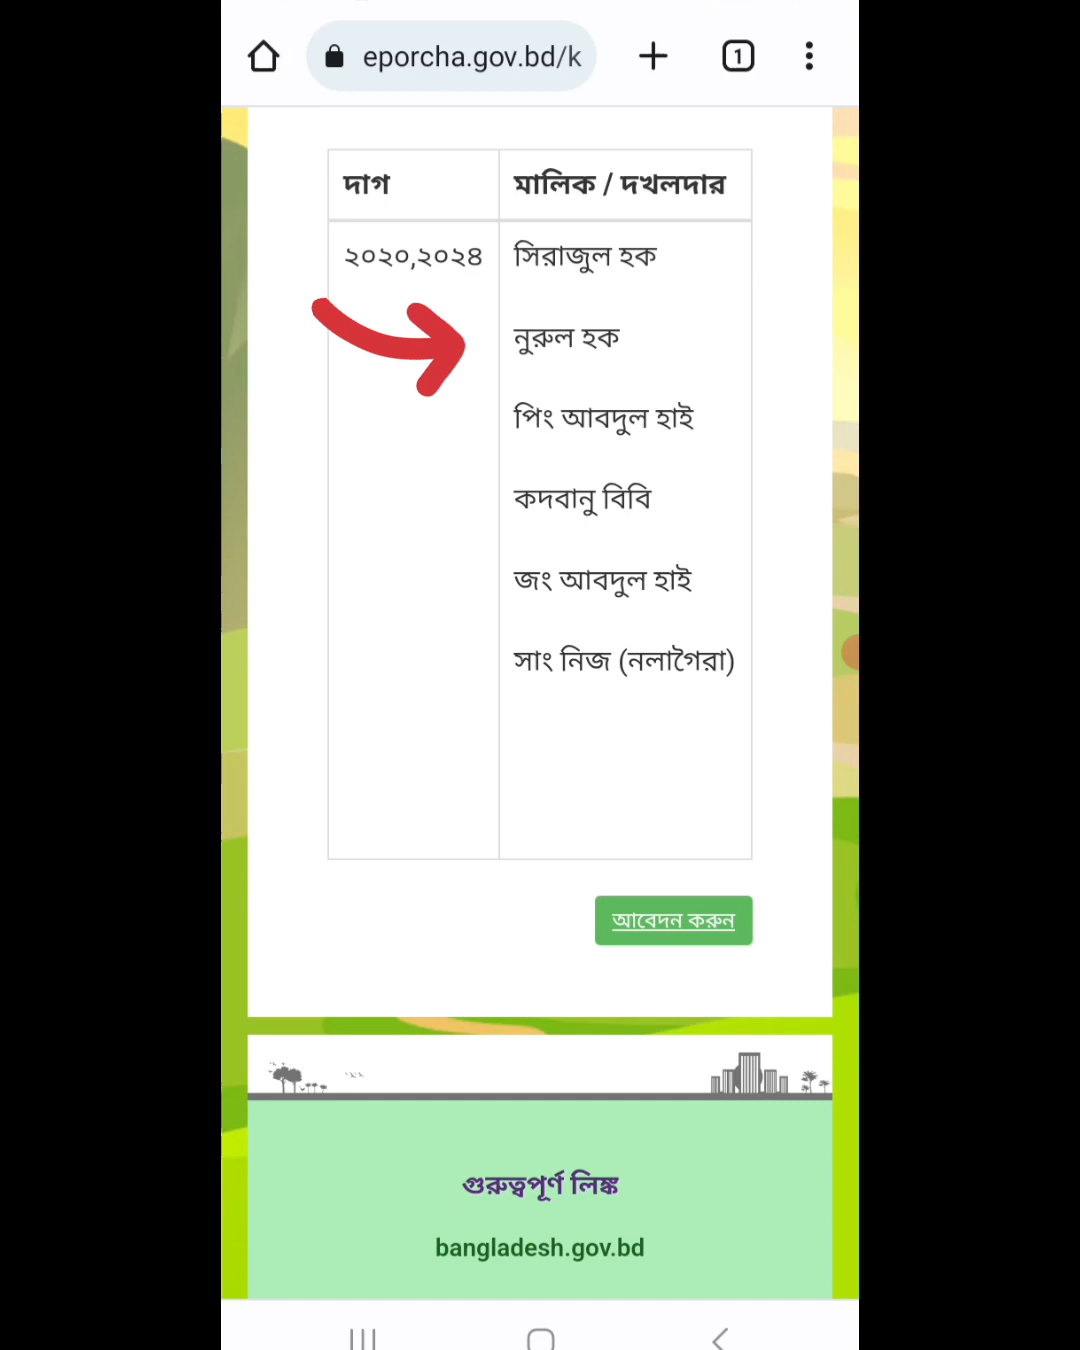 eporcha.gov.bd/k
1
দাগ
মালিক / দখলদার
২০২০,২০২৪
সিরাজুল হক
নুরুল হক
পিং আবদুল হাই
কদবানু বিবি
জং আবদুল হাই
সাং নিজ (নলাগৈরা)
আবেদন করুন
গুরুত্বপূর্ণ লিঙ্ক
bangladesh.gov.bd